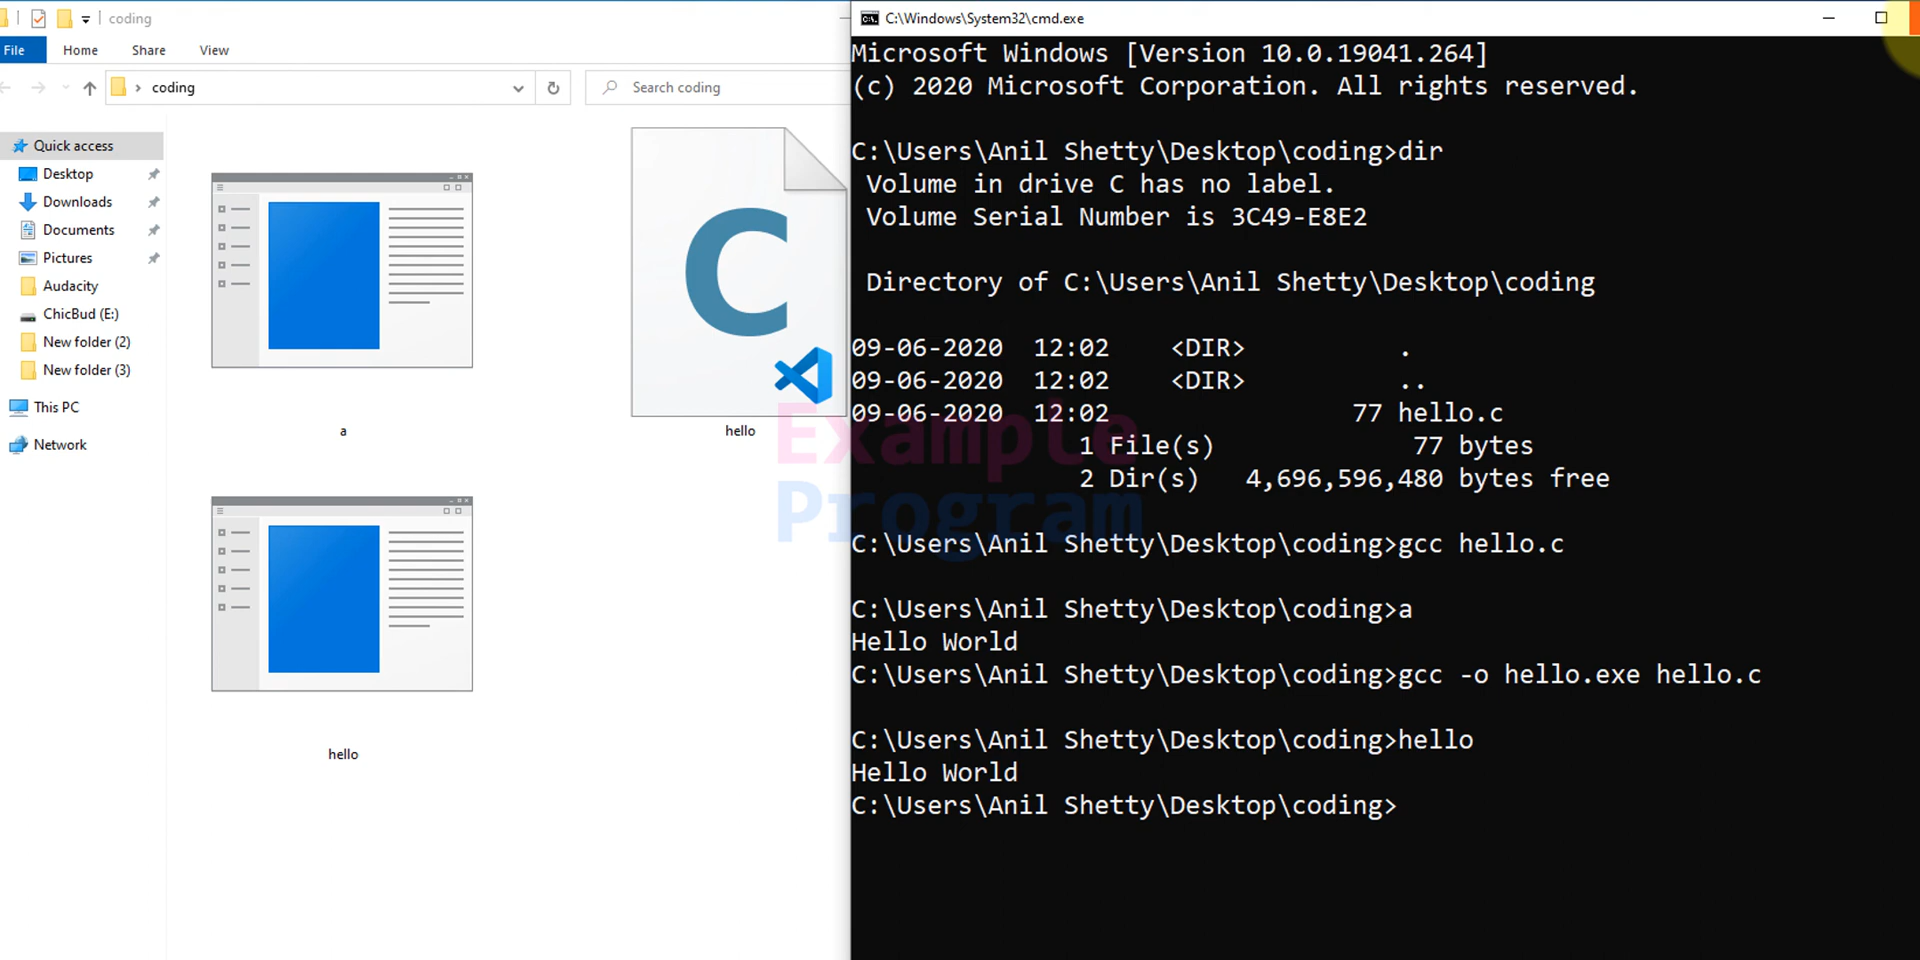 coding
File Home Share View
coding
Search coding
Quick access
Desktop
Downloads
Documents
Pictures
Audacity
ChicBud (E:)
New folder (2)
New folder (3)
This PC
Network
C
a
hello
hello
Example
Program
C:\Windows\System32\cmd.exe
Microsoft Windows [Version 10.0.19041.264]
(c) 2020 Microsoft Corporation. All rights reserved.
C:\Users\Anil Shetty\Desktop\coding>dir
Volume in drive C has no label.
Volume Serial Number is 3C49-E8E2
Directory of C:\Users\Anil Shetty\Desktop\coding
09-06-2020 12:02 <DIR> .
09-06-2020 12:02 <DIR> ..
09-06-2020 12:02 77 hello.c
1 File(s) 77 bytes
2 Dir(s) 4,696,596,480 bytes free
C:\Users\Anil Shetty\Desktop\coding>gcc hello.c
C:\Users\Anil Shetty\Desktop\coding>a
Hello World
C:\Users\Anil Shetty\Desktop\coding>gcc -o hello.exe hello.c
C:\Users\Anil Shetty\Desktop\coding>hello
Hello World
C:\Users\Anil Shetty\Desktop\coding>